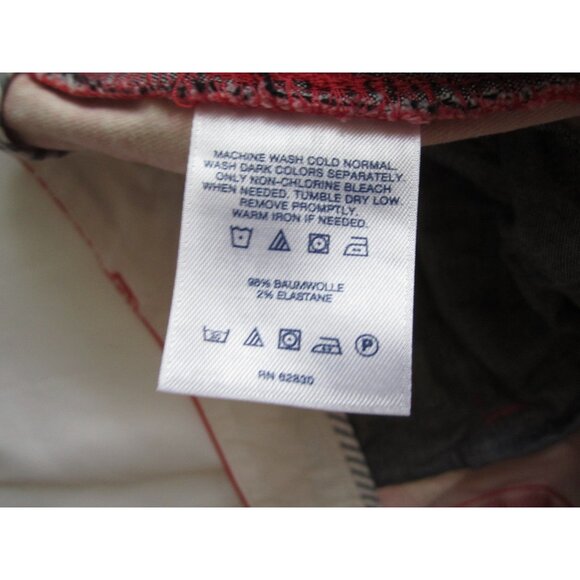 MACHINE WASH COLD NORMAL.
WASH DARK COLORS SEPARATELY.
ONLY NON-CHLORINE BLEACH
WHEN NEEDED. TUMBLE DRY LOW.
REMOVE PROMPTLY.
WARM IRON IF NEEDED.
98% BAUMWOLLE
2% ELASTANE
P
RN 62830